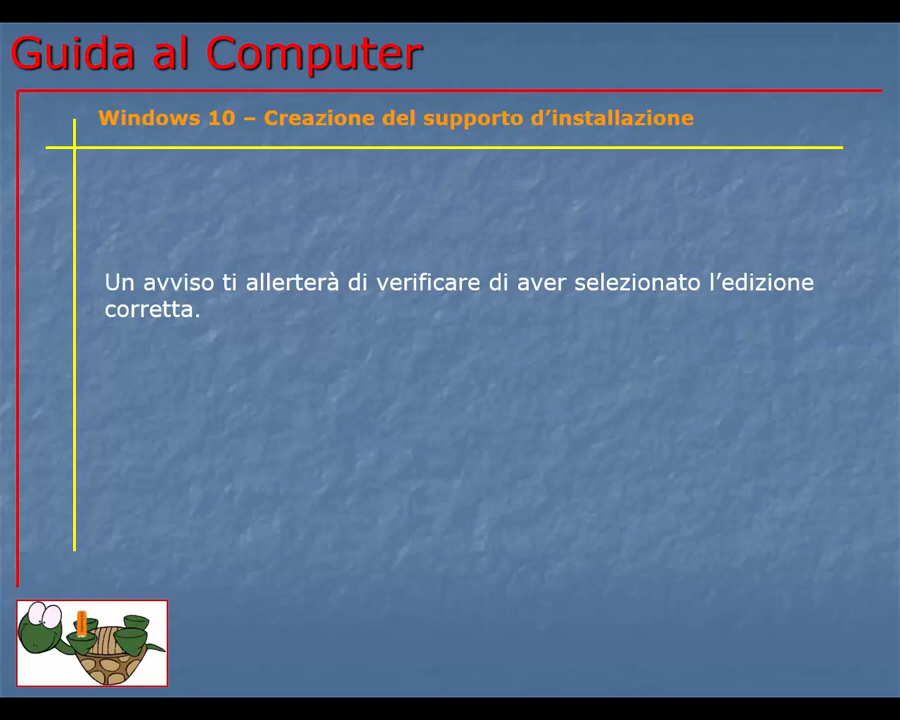 Guida al Computer
Windows 10 – Creazione del supporto d’installazione
Un avviso ti allerterà di verificare di aver selezionato l’edizione
corretta.